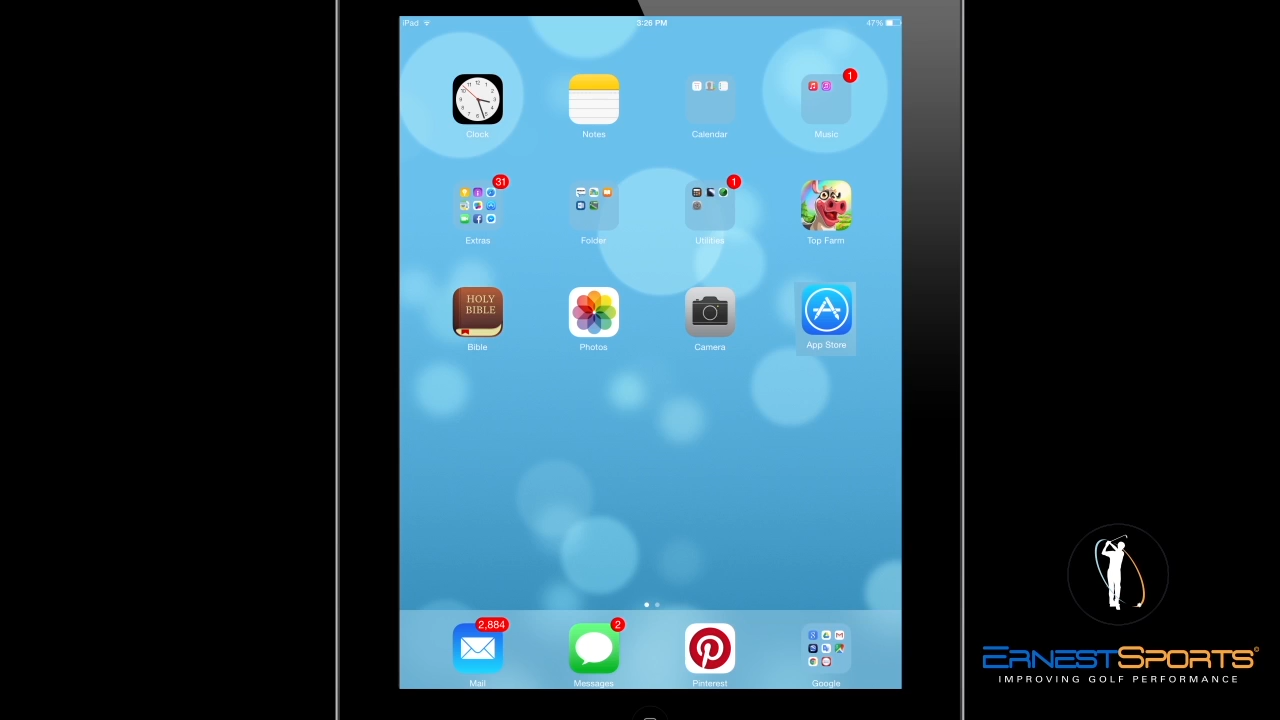 iPad 3:26 PM 47%
1
Clock Notes Calendar Music
31 1
Extras Folder Utilities Top Farm
HOLY
BIBLE
Bible Photos Camera App Store
2,884 2
Mail Messages Pinterest Google
ERNESTSPORTS©
IMPROVING GOLF PERFORMANCE